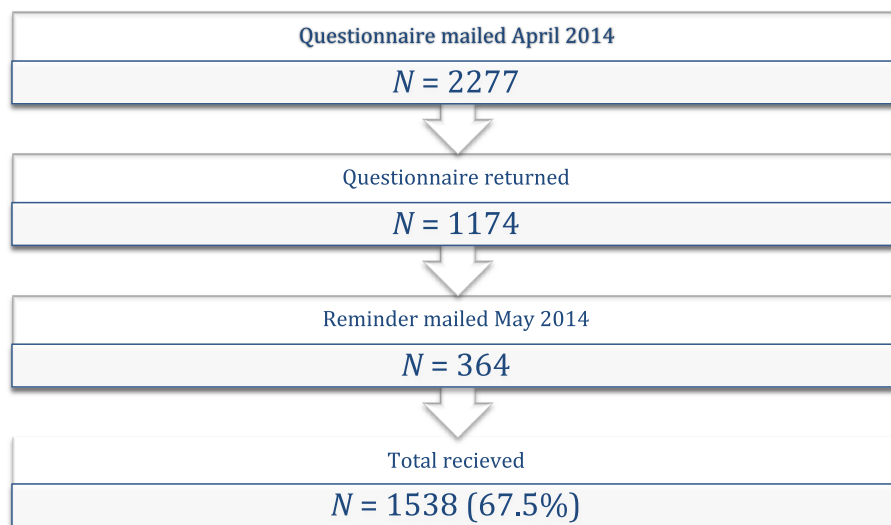 Questionnaire mailed April 2014
N = 2277
Questionnaire returned
N = 1174
Reminder mailed May 2014
N = 364
Total recieved
N = 1538 (67.5%)